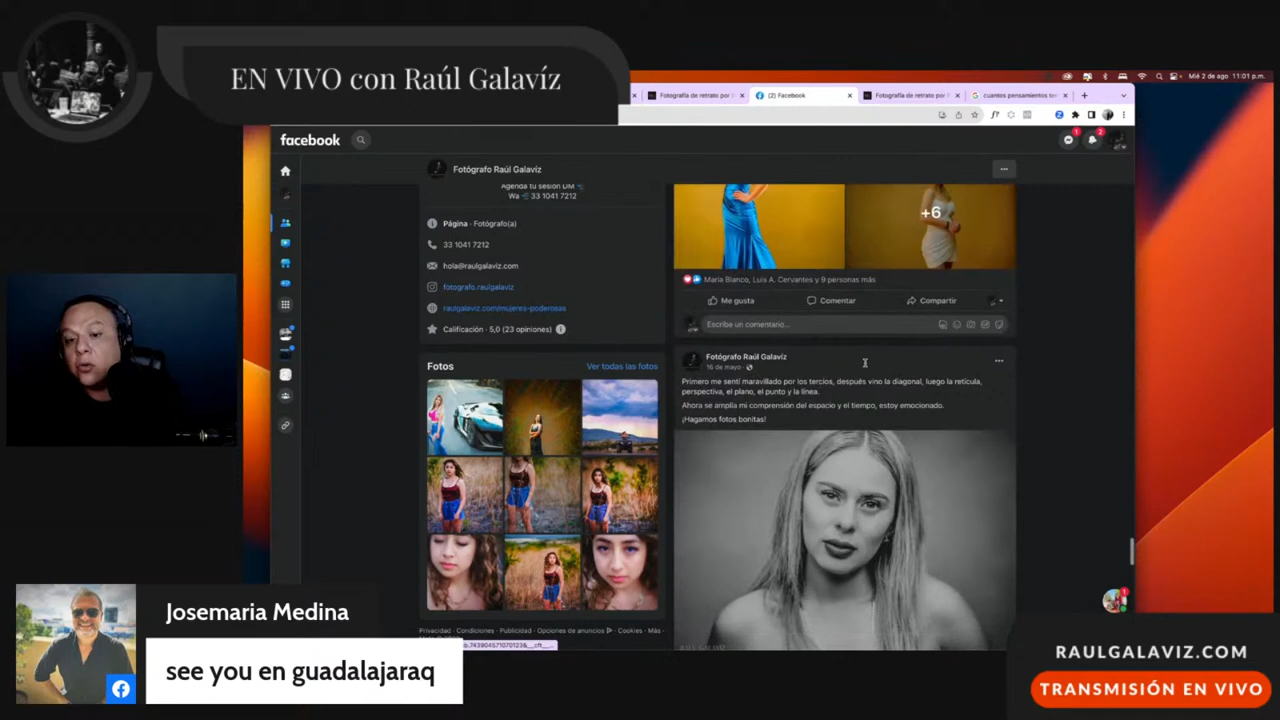 EN VIVO con Raúl Galavíz
Mié 2 de ago 11:01 p.m.
Fotografía de retrato por
(2) Facebook
Fotografía de retrato por
cuantos pensamientos te
facebook
Fotógrafo Raúl Galavíz
Agenda tu sesión DM
Wa 33 1041 7212
Página · Fotógrafo(a)
33 1041 7212
hola@raulgalaviz.com
fotografo.raulgalaviz
raulgalaviz.com/mujeres-poderosas
Calificación · 5,0 (23 opiniones)
Fotos
Ver todas las fotos
Privacidad · Condiciones · Publicidad · Opciones de anuncios · Cookies · Más ·
+6
María Blanco, Luis A. Cervantes y 9 personas más
Me gusta
Comentar
Compartir
Escribe un comentario...
Fotógrafo Raúl Galavíz
16 de mayo ·
Primero me sentí maravillado por los tercios, después vino la diagonal, luego la retícula,
perspectiva, el plano, el punto y la línea.
Ahora se amplía mi comprensión del espacio y el tiempo, estoy emocionado.
¡Hagamos fotos bonitas!
Josemaria Medina
see you en guadalajaraq
RAULGALAVIZ.COM
TRANSMISIÓN EN VIVO